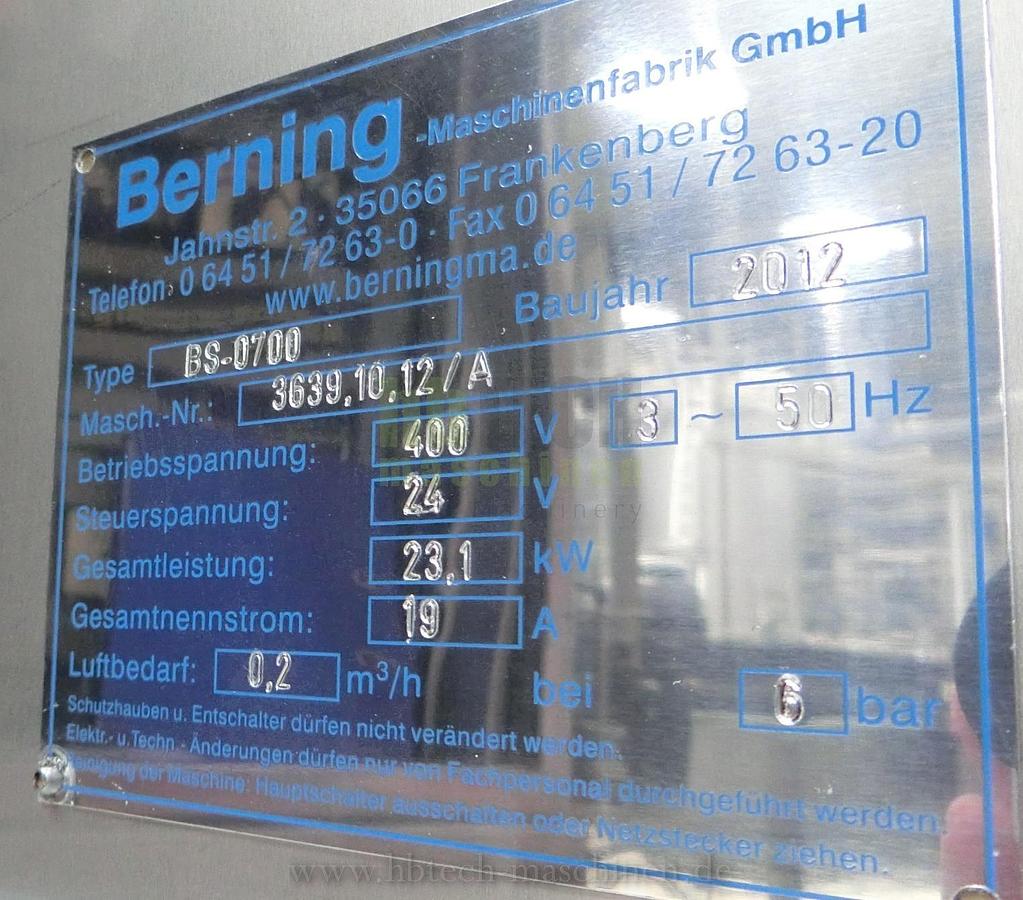 Berning -Maschinenfabrik GmbH
Jahnstr. 2 · 35066 Frankenberg
Telefon 0 64 51 / 72 63-0 · Fax 0 64 51 / 72 63-20
www.berningma.de
Baujahr 2012
Type BS-0700
Masch.-Nr.: 3639.10.12/A
Betriebsspannung: 400 V 3 ~ 50 Hz
Steuerspannung: 24 V
Gesamtleistung: 23,1 kW
Gesamtnennstrom: 19 A
Luftbedarf: 0,2 m³/h bei 6 bar
Schutzhauben u. Entschalter dürfen nicht verändert werden.
Elektr.- u. Techn.- Änderungen dürfen nur von Fachpersonal durchgeführt werden.
Reinigung der Maschine: Hauptschalter ausschalten oder Netzstecker ziehen.
www.hbtech-maschinen.de